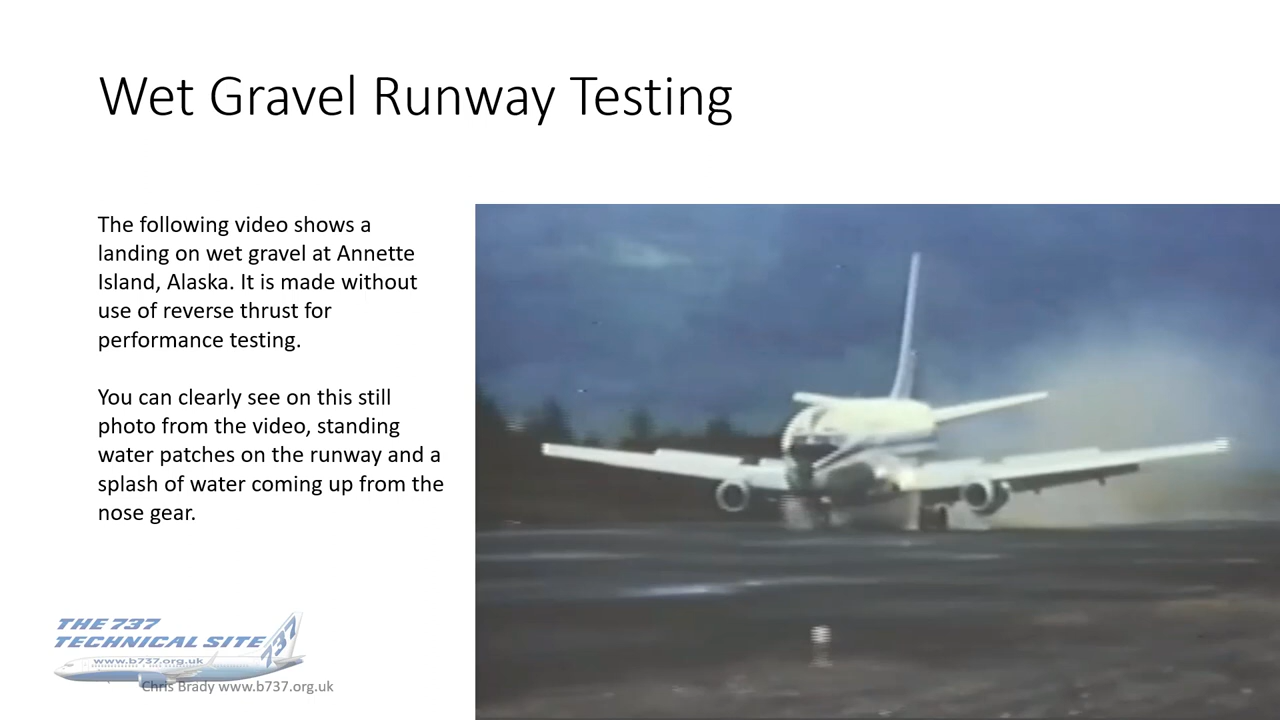 Wet Gravel Runway Testing
The following video shows a
landing on wet gravel at Annette
Island, Alaska. It is made without
use of reverse thrust for
performance testing.
You can clearly see on this still
photo from the video, standing
water patches on the runway and a
splash of water coming up from the
nose gear.
THE 737
TECHNICAL SITE
737
www.b737.org.uk
Chris Brady www.b737.org.uk